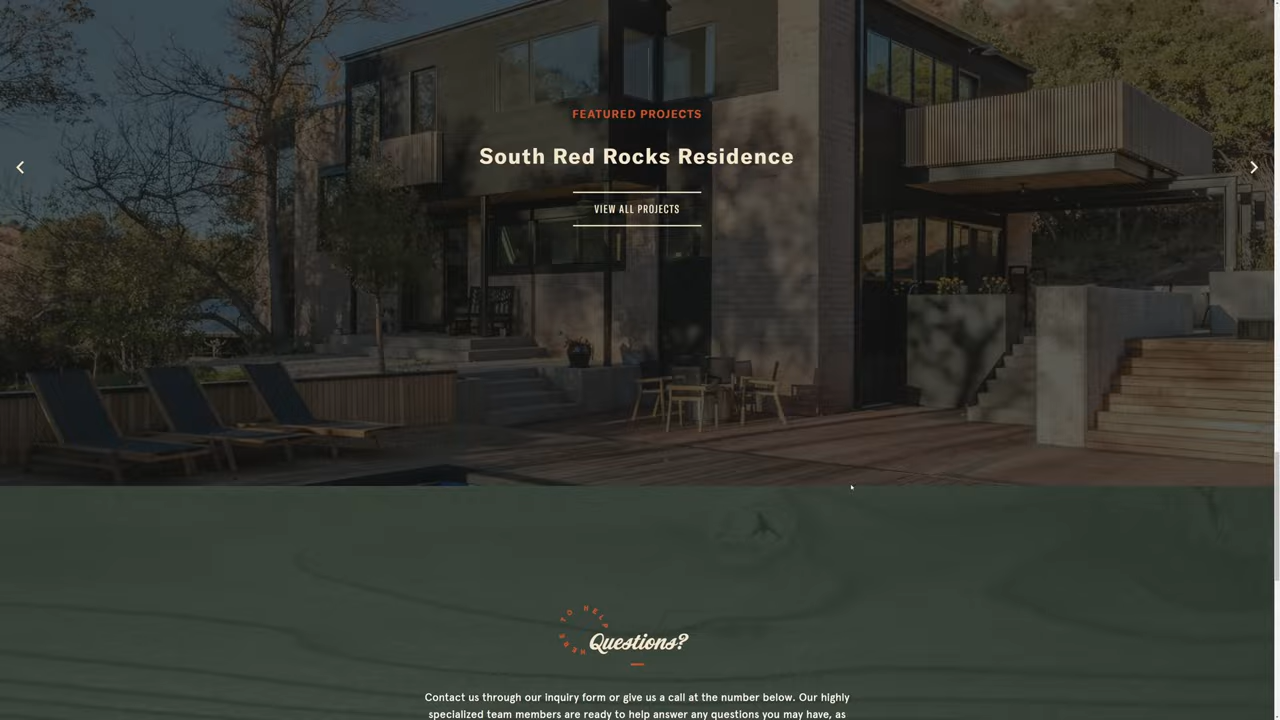 FEATURED PROJECTS
South Red Rocks Residence
VIEW ALL PROJECTS
HERE TO HELP
Questions?
Contact us through our inquiry form or give us a call at the number below. Our highly
specialized team members are ready to help answer any questions you may have, as